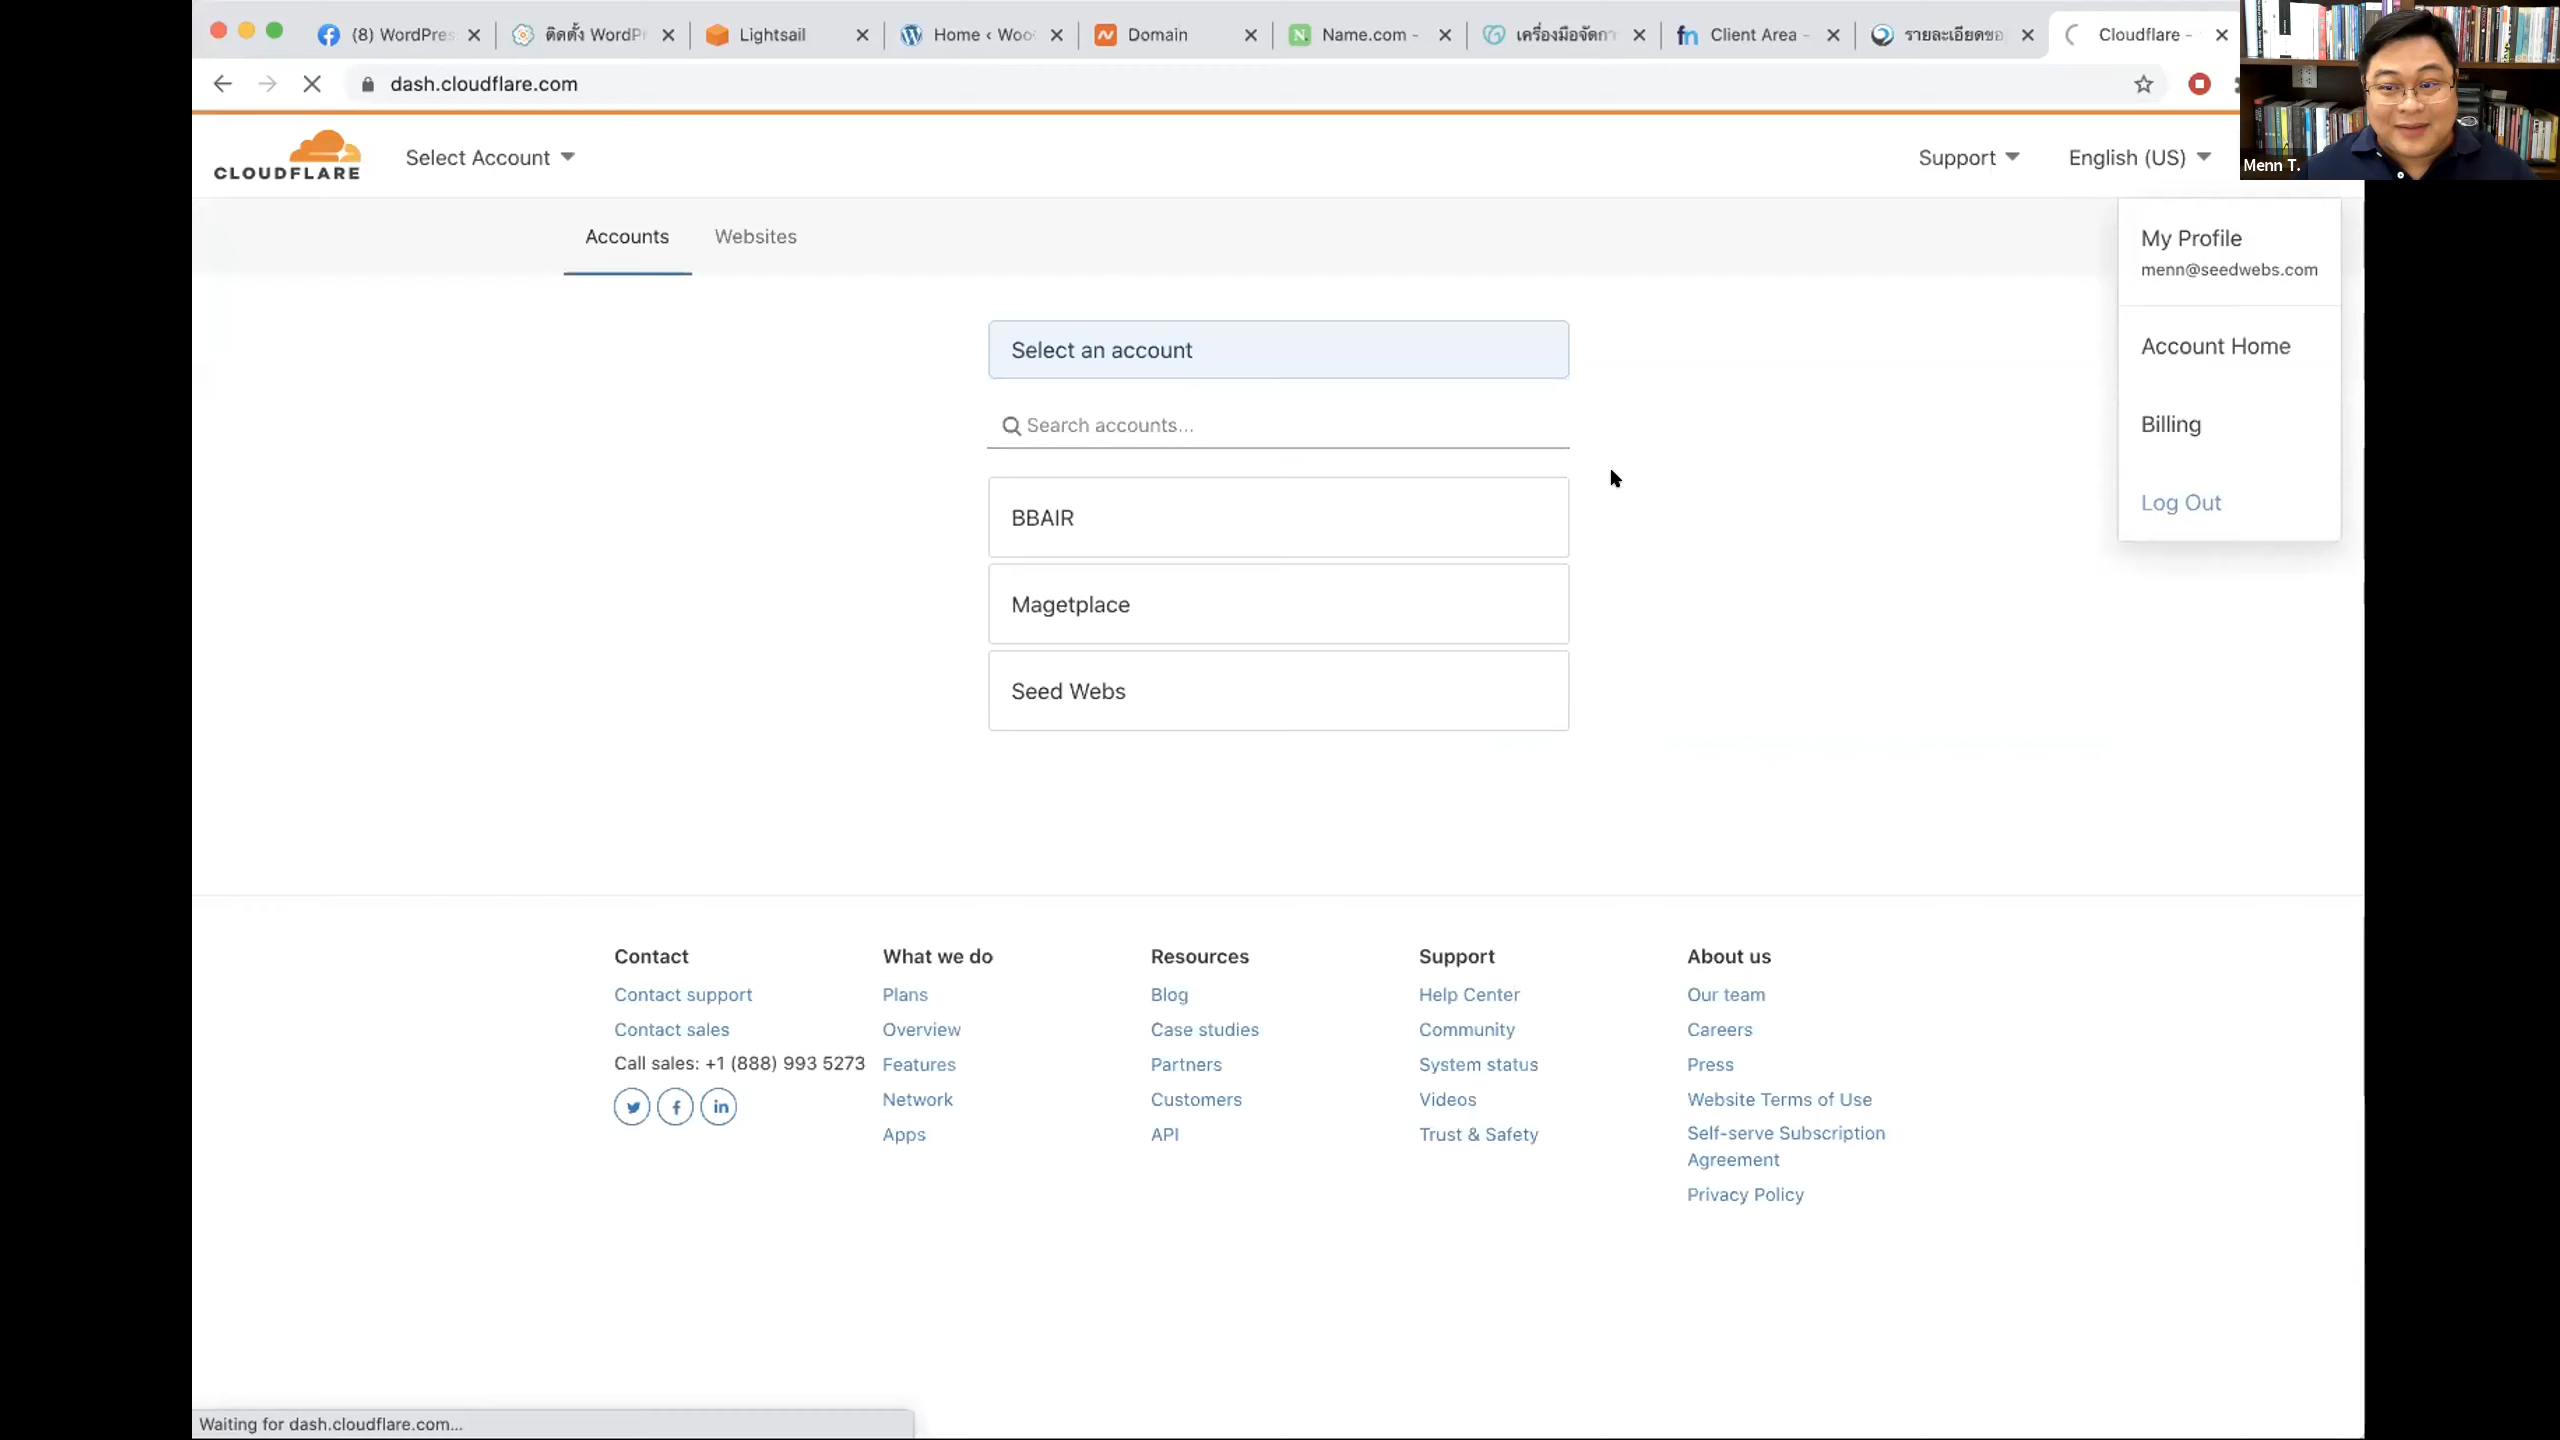 (8) WordPres
ติดตั้ง WordPr
Lightsail
Home ‹ Woo
Domain
Name.com -
เครื่องมือจัดกา
Client Area -
รายละเอียดขอ
Cloudflare -
dash.cloudflare.com
Menn T.
CLOUDFLARE
Select Account
Support
English (US)
Accounts
Websites
My Profile
menn@seedwebs.com
Account Home
Billing
Log Out
Select an account
Search accounts...
BBAIR
Magetplace
Seed Webs
Contact
Contact support
Contact sales
Call sales: +1 (888) 993 5273
What we do
Plans
Overview
Features
Network
Apps
Resources
Blog
Case studies
Partners
Customers
API
Support
Help Center
Community
System status
Videos
Trust & Safety
About us
Our team
Careers
Press
Website Terms of Use
Self-serve Subscription
Agreement
Privacy Policy
Waiting for dash.cloudflare.com...